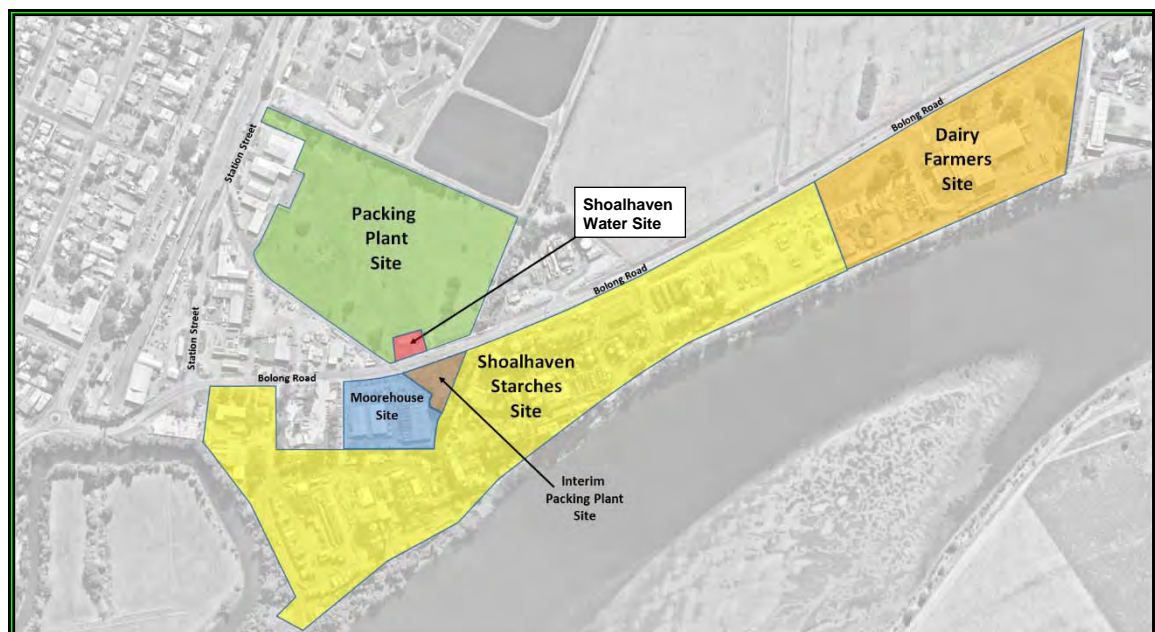 Bolong Road
Dairy
Farmers
Site
Station Street
Packing
Plant
Site
Shoalhaven
Water Site
Bolong Road
Station Street
Shoalhaven
Starches
Site
Bolong Road
Moorehouse
Site
Interim
Packing Plant
Site